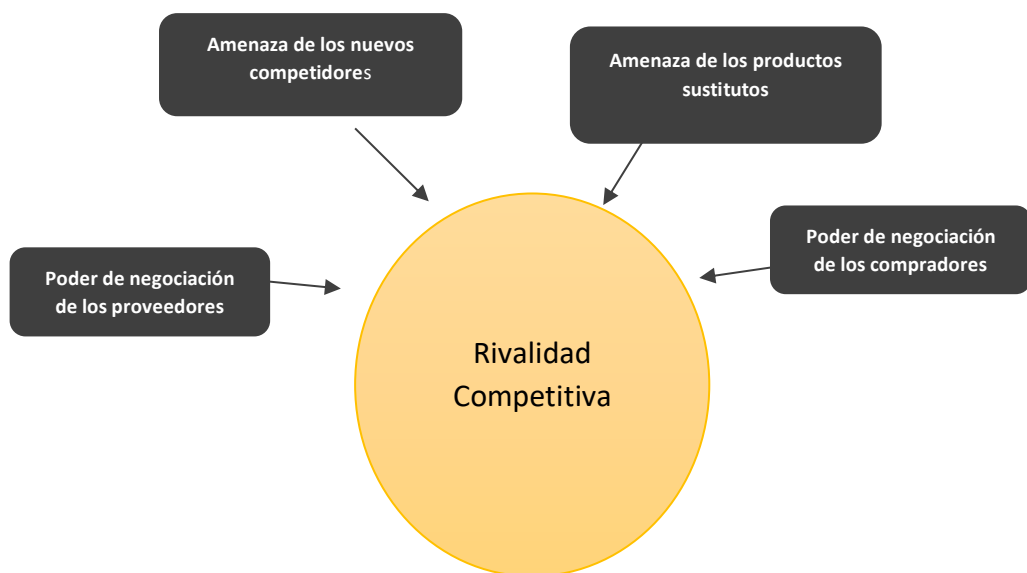 Amenaza de los nuevos
competidores
Amenaza de los productos
sustitutos
Poder de negociación
de los compradores
Poder de negociación
de los proveedores
Rivalidad
Competitiva